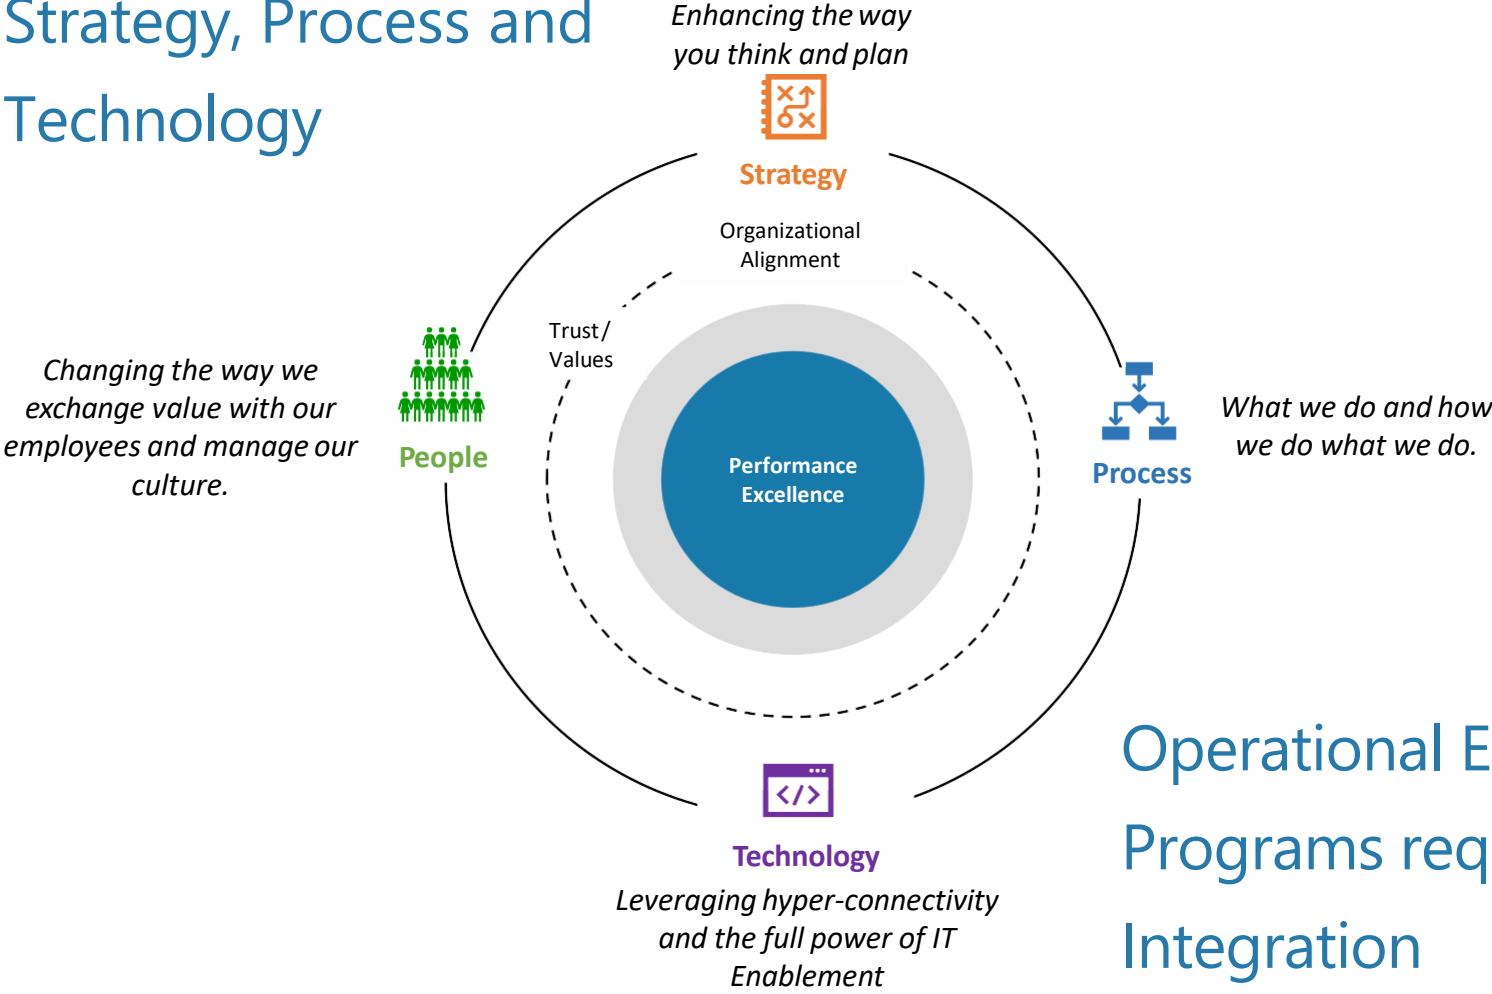 Strategy, Process and
Technology
Enhancing the way
you think and plan
Strategy
Organizational
Alignment
Trust/
Values
Changing the way we
exchange value with our
employees and manage our
culture.
People
Performance
Excellence
Process
What we do and how
we do what we do.
Technology
Leveraging hyper-connectivity
and the full power of IT
Enablement
Operational E
Programs req
Integration